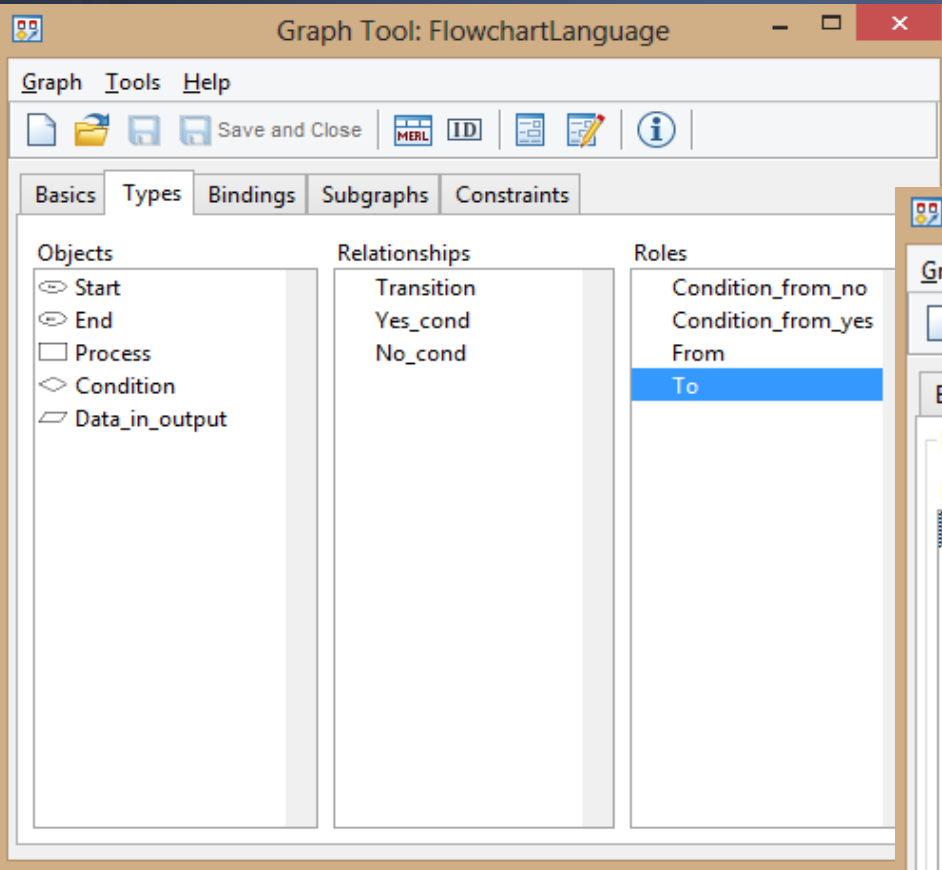 Graph Tool: FlowchartLanguage
Graph Tools Help
Save and Close MERL ID
Basics Types Bindings Subgraphs Constraints
Objects
Start
End
Process
Condition
Data_in_output
Relationships
Transition
Yes_cond
No_cond
Roles
Condition_from_no
Condition_from_yes
From
To